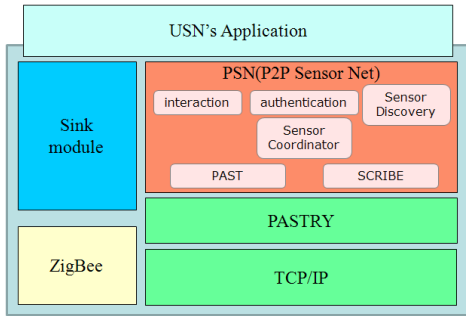 USN's Application
PSN(P2P Sensor Net)
interaction
authentication
Sensor
Discovery
Sensor
Coordinator
PAST
SCRIBE
Sink
module
PASTRY
ZigBee
TCP/IP